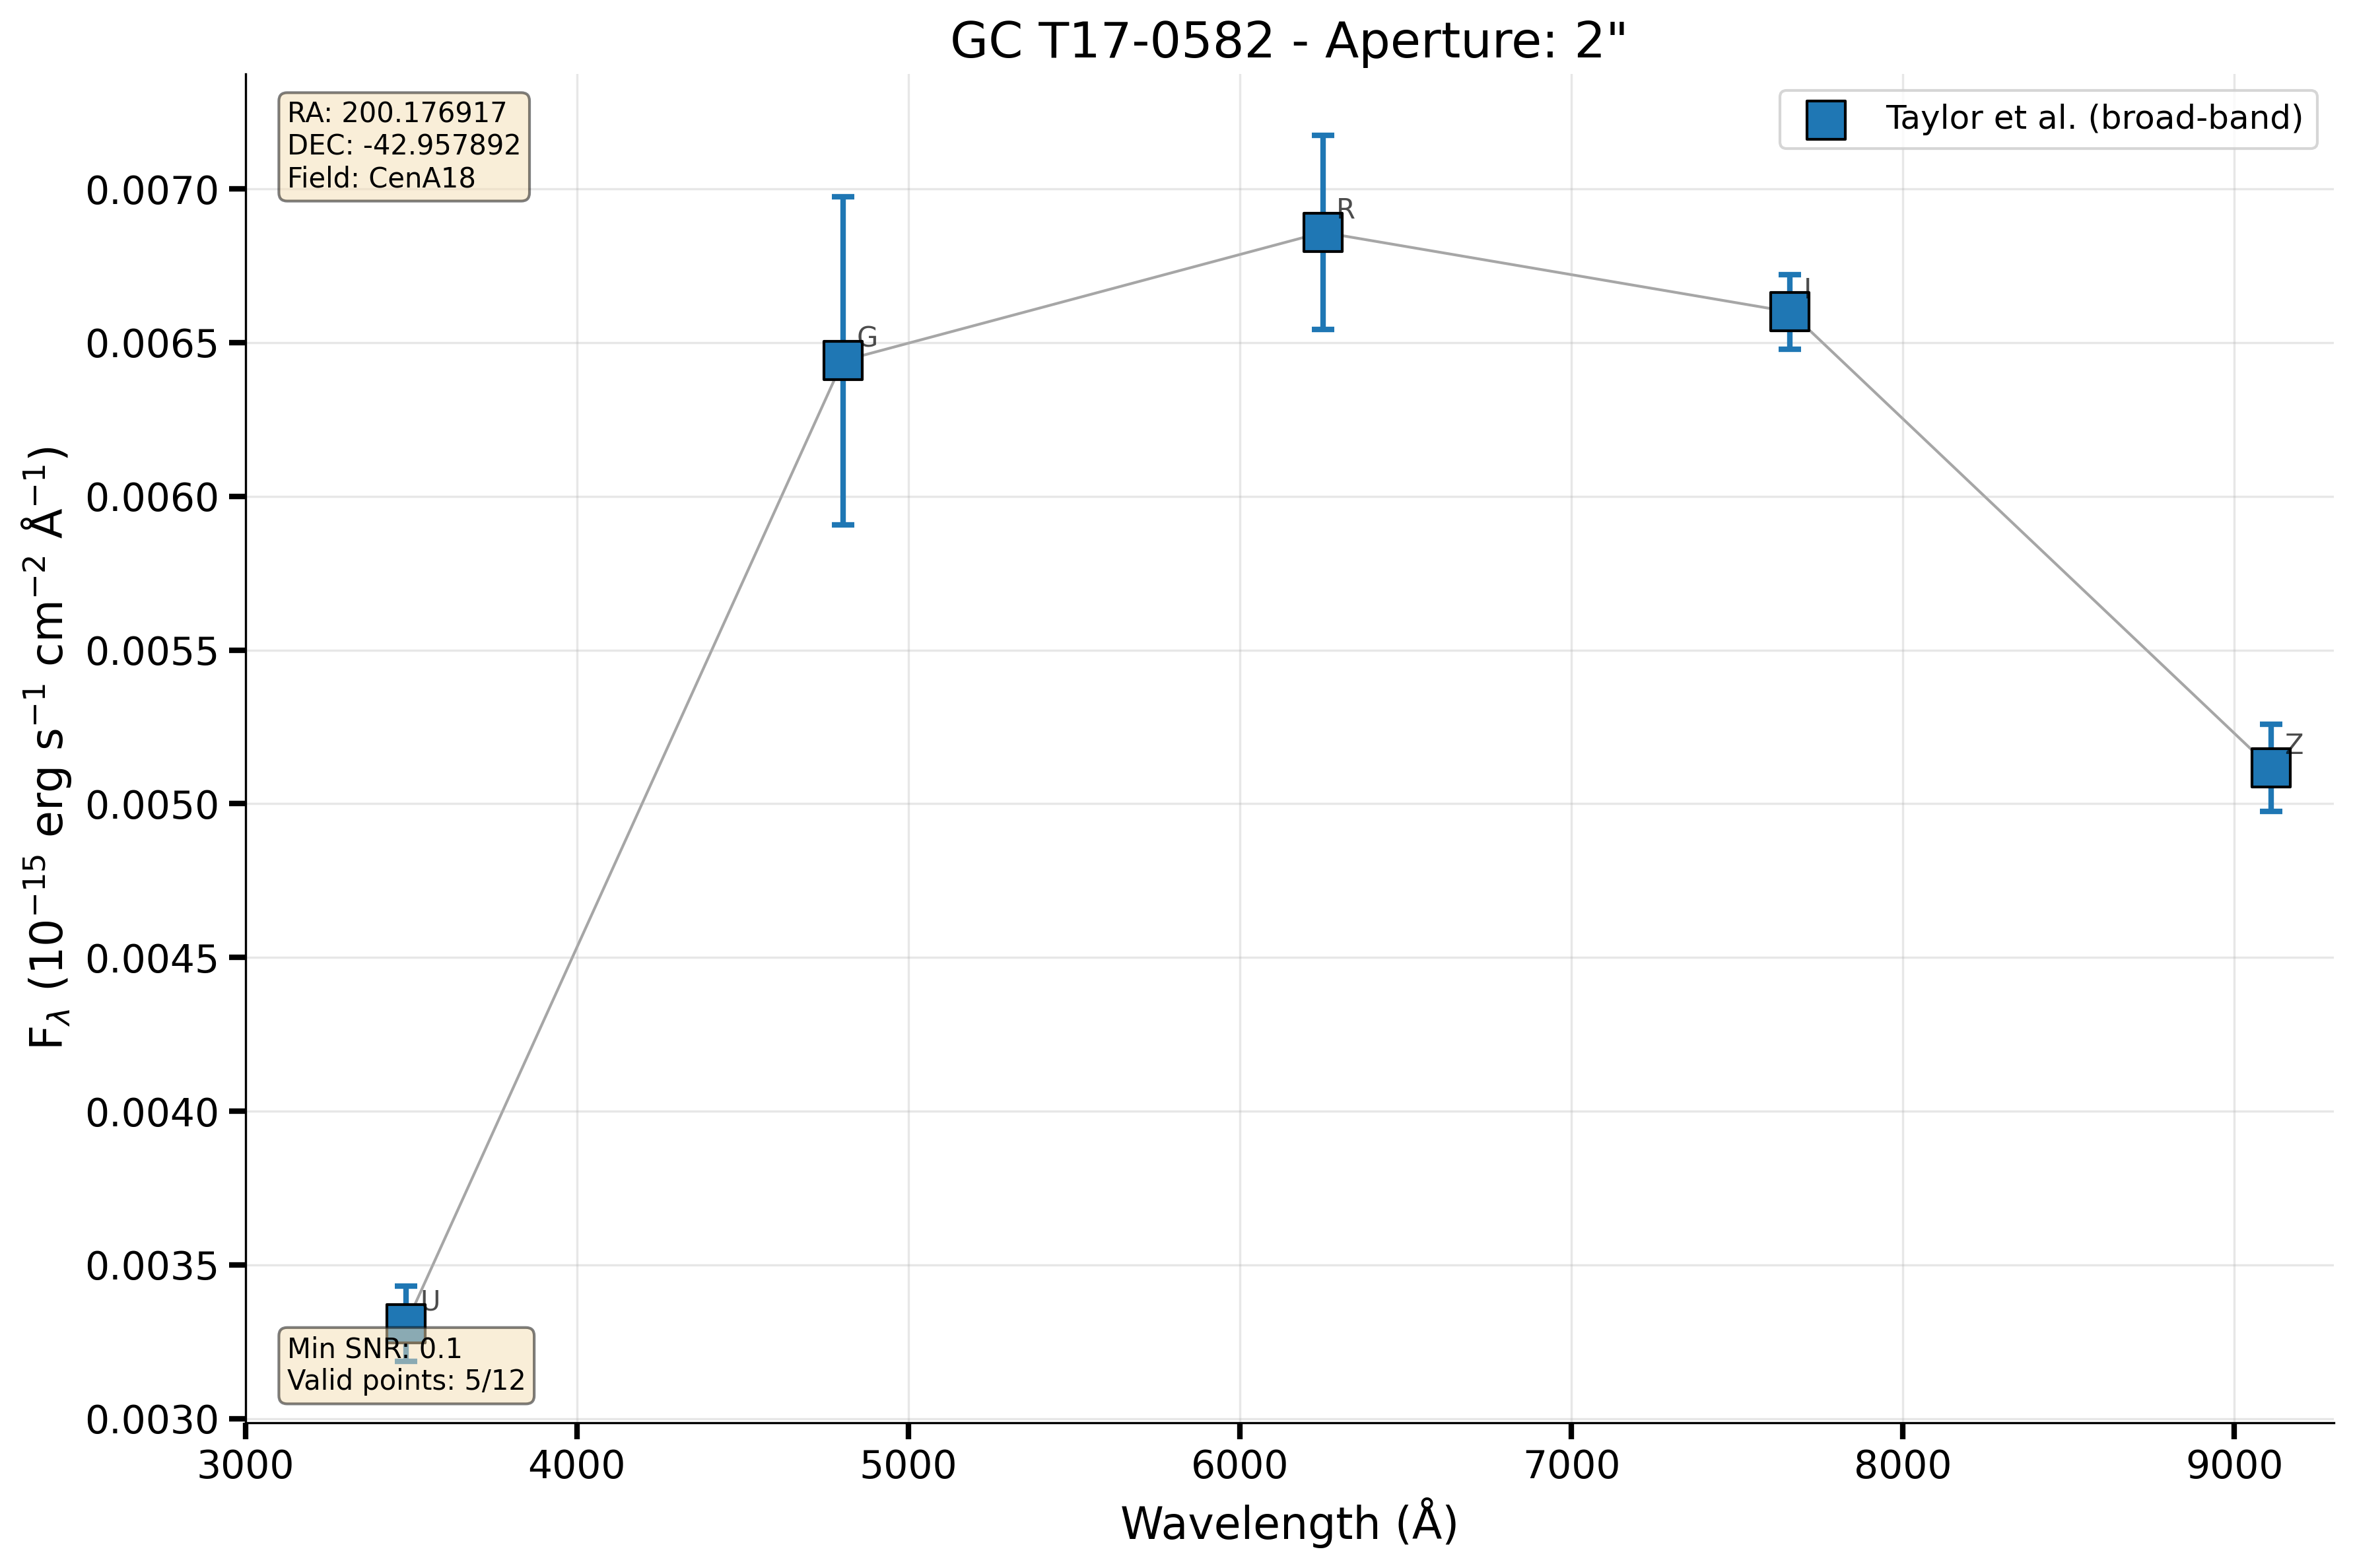 GC T17-0582 - Aperture: 2"
RA: 200.176917
DEC: -42.957892
Field: CenA18
Taylor et al. (broad-band)
0.0070
0.0065
0.0060
0.0055
0.0050
0.0045
0.0040
0.0035
0.0030
F_λ (10⁻¹⁵ erg s⁻¹ cm⁻² Å⁻¹)
U
G
R
I
Z
Min SNR: 0.1
Valid points: 5/12
3000 4000 5000 6000 7000 8000 9000
Wavelength (Å)